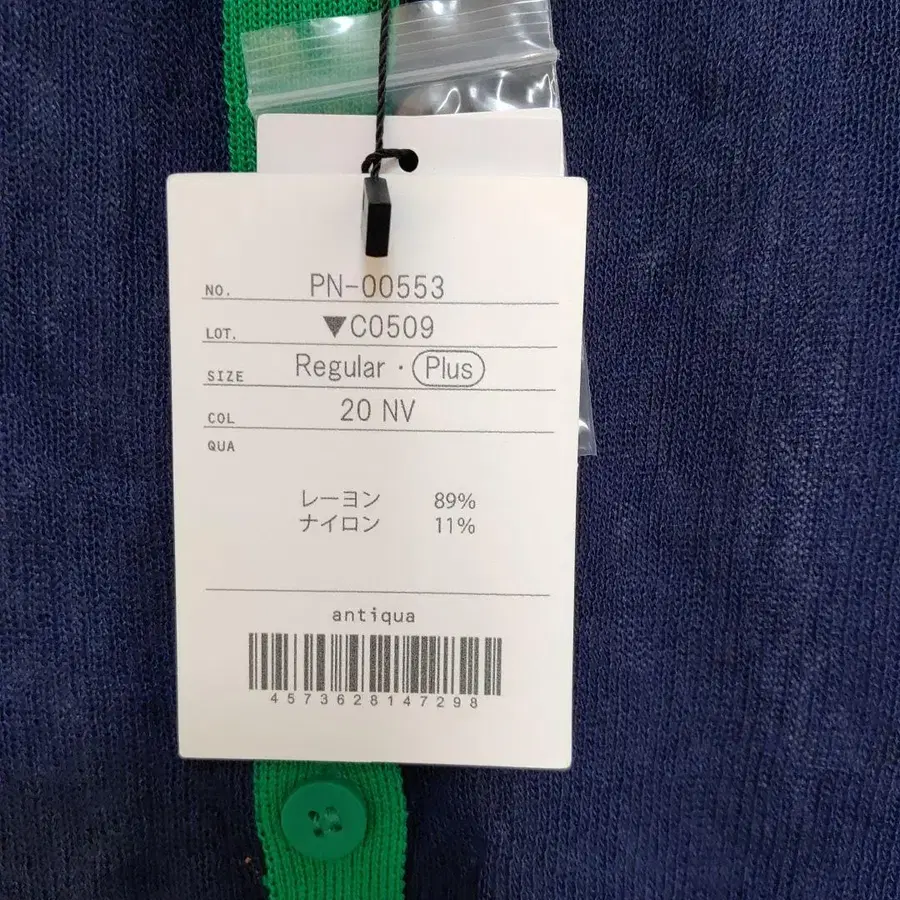 NO. PN-00553
LOT. ▼C0509
SIZE Regular・Plus
COL 20 NV
QUA
レーヨン 89%
ナイロン 11%
antiqua
4573628147298